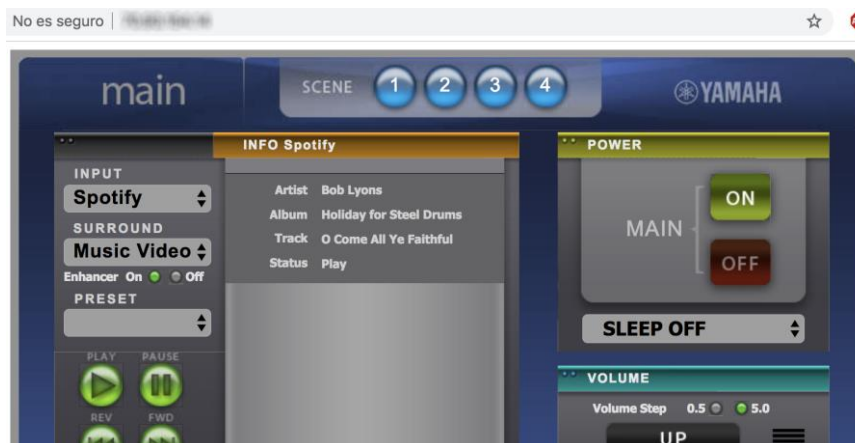 No es seguro
main
SCENE 1 2 3 4
YAMAHA
INPUT
Spotify
SURROUND
Music Video
Enhancer On Off
PRESET
PLAY PAUSE
REV FWD
INFO Spotify
Artist Bob Lyons
Album Holiday for Steel Drums
Track O Come All Ye Faithful
Status Play
POWER
MAIN
ON
OFF
SLEEP OFF
VOLUME
Volume Step 0.5 5.0
UP